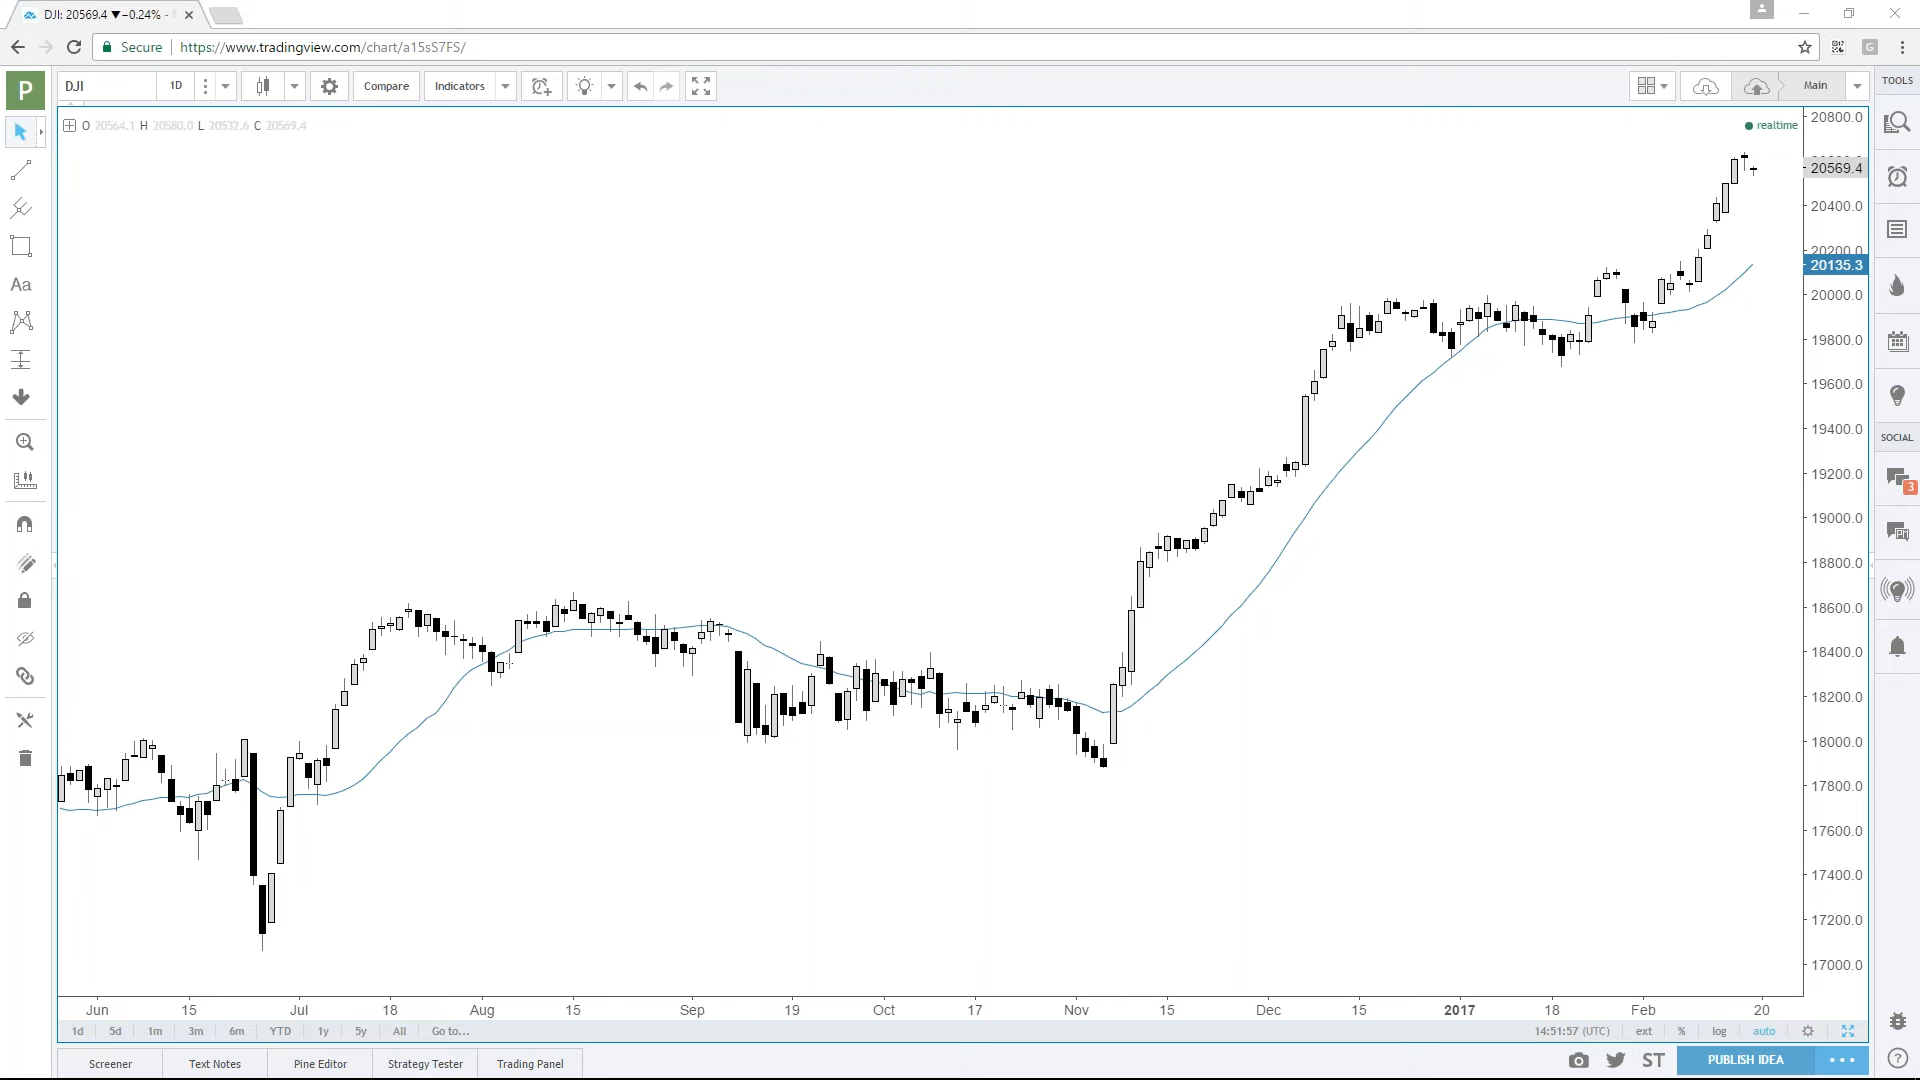 DJI: 20569.4 ▼−0.24% -
Secure https://www.tradingview.com/chart/a15sS7FS/
P DJI 1D Compare Indicators Main TOOLS
O 20564.1 H 20580.0 L 20532.6 C 20569.4
realtime
20800.0
20569.4
20400.0
20200.0
20135.3
20000.0
19800.0
19600.0
19400.0
19200.0
19000.0
18800.0
18600.0
18400.0
18200.0
18000.0
17800.0
17600.0
17400.0
17200.0
17000.0
Aa
SOCIAL
3
Jun 15 Jul 18 Aug 15 Sep 19 Oct 17 Nov 15 Dec 15 2017 18 Feb 20
1d 5d 1m 3m 6m YTD 1y 5y All Go to... 14:51:57 (UTC) ext % log auto
Screener Text Notes Pine Editor Strategy Tester Trading Panel ST PUBLISH IDEA